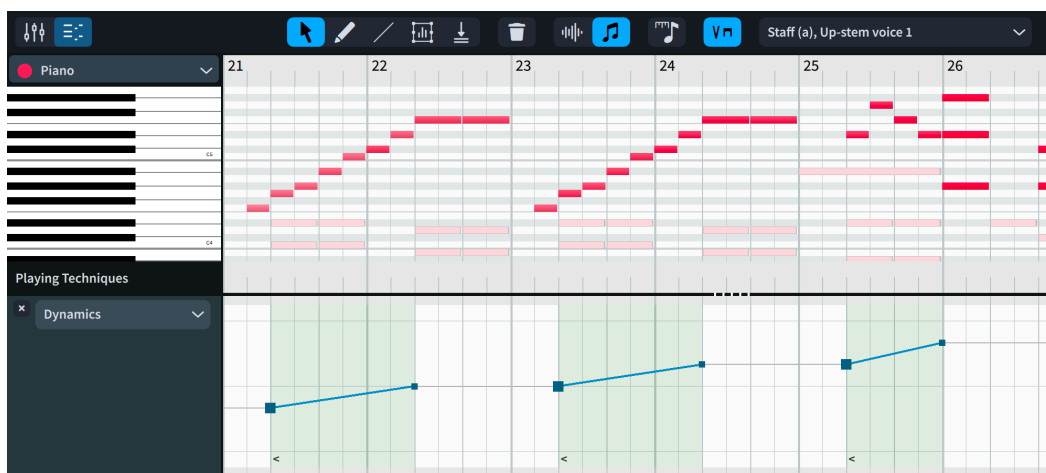 Staff (a), Up-stem voice 1
Piano
21 22 23 24 25 26
C5
C4
Playing Techniques
× Dynamics
< < <